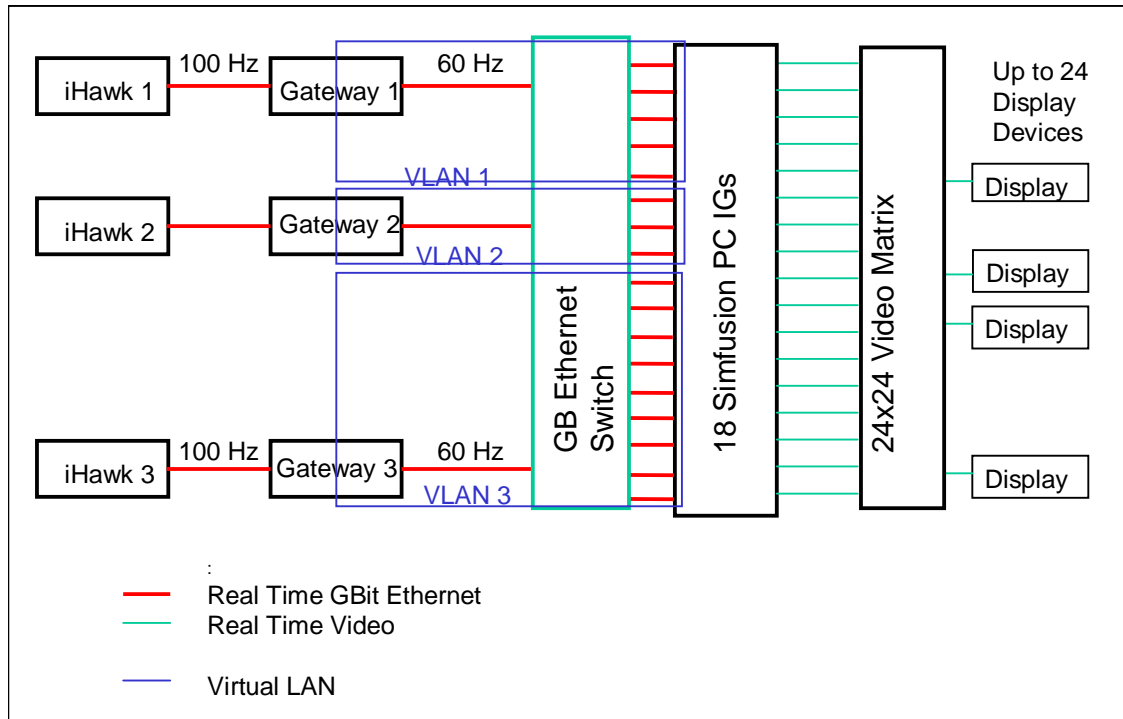 100 Hz
60 Hz
iHawk 1
Gateway 1
VLAN 1
iHawk 2
Gateway 2
VLAN 2
100 Hz
60 Hz
iHawk 3
Gateway 3
VLAN 3
GB Ethernet
Switch
18 Simfusion PC IGs
24x24 Video Matrix
Up to 24
Display
Devices
Display
Display
Display
Display
:
Real Time GBit Ethernet
Real Time Video
Virtual LAN